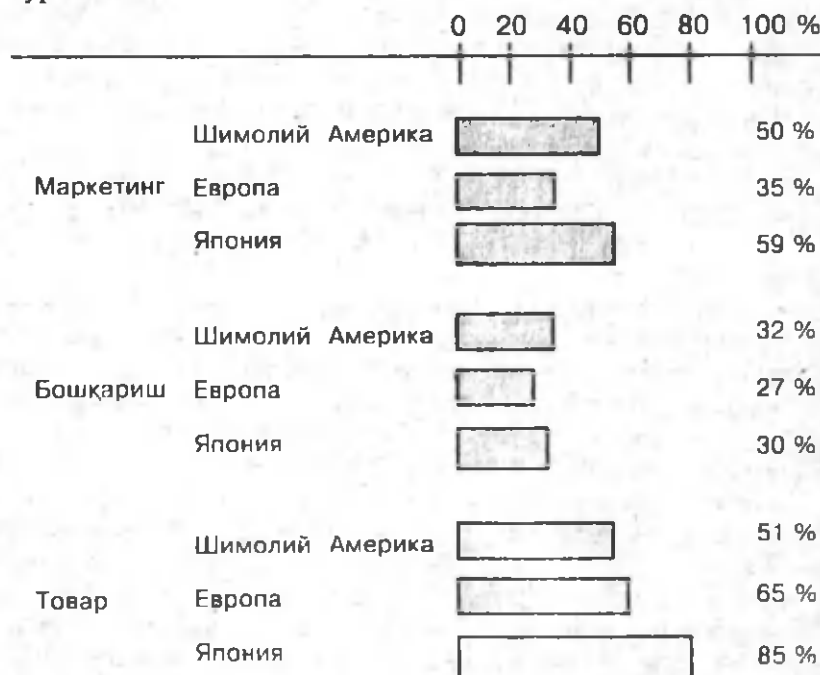 0 20 40 60 80 100 %
Шимолий Америка 50 %
Маркетинг Европа 35 %
Япония 59 %
Шимолий Америка 32 %
Бошқариш Европа 27 %
Япония 30 %
Шимолий Америка 51 %
Товар Европа 65 %
Япония 85 %